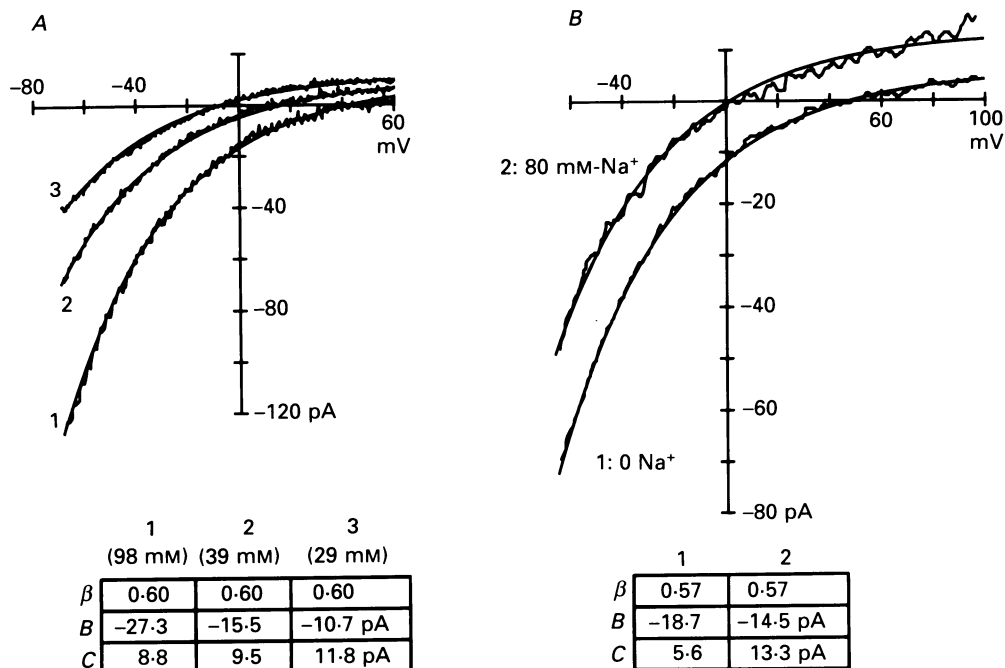 A
−80
−40
60
mV
3
2
1
−40
−80
−120 pA
1 2 3
(98 mM) (39 mM) (29 mM)
β 0·60 0·60 0·60
B −27·3 −15·5 −10·7 pA
C 8·8 9·5 11·8 pA
B
−40
60 100
mV
2: 80 mM-Na⁺
−20
−40
−60
1: 0 Na⁺
−80 pA
1 2
β 0·57 0·57
B −18·7 −14·5 pA
C 5·6 13·3 pA